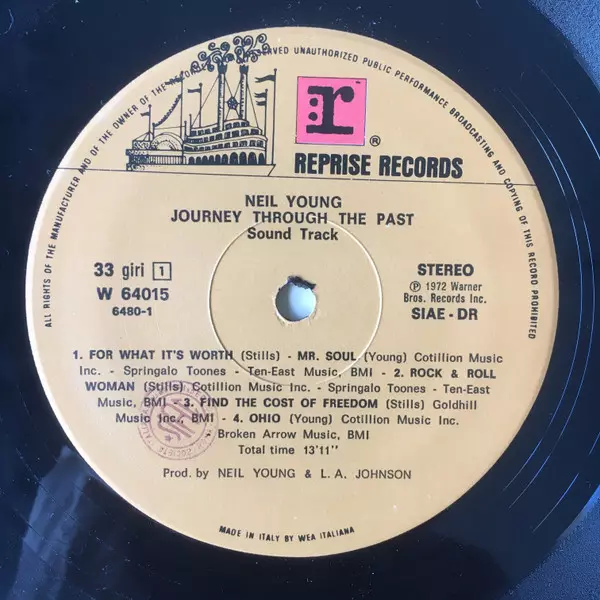 ALL RIGHTS OF THE MANUFACTURER AND OF THE OWNER OF THE RECORDED
RESERVED UNAUTHORIZED PUBLIC PERFORMANCE BROADCASTING AND COPYING OF THIS RECORD PROHIBITED
:r
®
REPRISE RECORDS
NEIL YOUNG
JOURNEY THROUGH THE PAST
Sound Track
33 giri 1
W 64015
6480-1
STEREO
℗ 1972 Warner
Bros. Records Inc.
SIAE - DR
1. FOR WHAT IT'S WORTH (Stills) - MR. SOUL (Young) Cotillion Music
Inc. - Springalo Toones - Ten-East Music, BMI - 2. ROCK & ROLL
WOMAN (Stills) Cotillion Music Inc. - Springalo Toones - Ten-East
Music, BMI - 3. FIND THE COST OF FREEDOM (Stills) Goldhill
Music Inc., BMI - 4. OHIO (Young) Cotillion Music Inc. -
Broken Arrow Music, BMI
Total time 13'11''
Prod. by NEIL YOUNG & L. A. JOHNSON
MADE IN ITALY BY WEA ITALIANA